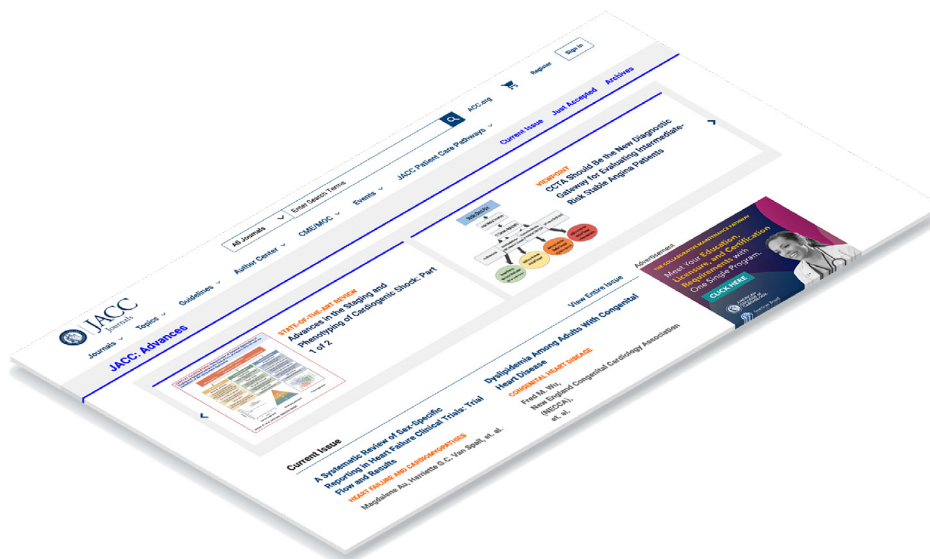 JACC
Journals
All Journals
Enter Search Terms
ACC.org
Register
Sign In
Journals
Topics
Guidelines
Author Center
CME/MOC
Events
JACC Patient Care Pathways
JACC: Advances
Current Issue
Just Accepted
Archives
STATE-OF-THE-ART REVIEW
Advances in the Staging and
Phenotyping of Cardiogenic Shock: Part
1 of 2
VIEWPOINT
CCTA Should Be the New Diagnostic
Gateway for Evaluating Intermediate-
Risk Stable Angina Patients
Current Issue
View Entire Issue
A Systematic Review of Sex-Specific
Reporting in Heart Failure Clinical Trials: Trial
Flow and Results
HEART FAILURE AND CARDIOMYOPATHIES
Magdalene Au, Harriette G.C. Van Spall, et. al.
Dyslipidemia Among Adults With Congenital
Heart Disease
CONGENITAL HEART DISEASE
Fred M. Wu,
New England Congenital Cardiology Association
(NECCA),
et. al.
Advertisement
THE COLLABORATIVE MAINTENANCE PATHWAY
Meet Your Education,
Licensure, and Certification
Requirements with
One Single Program.
CLICK HERE